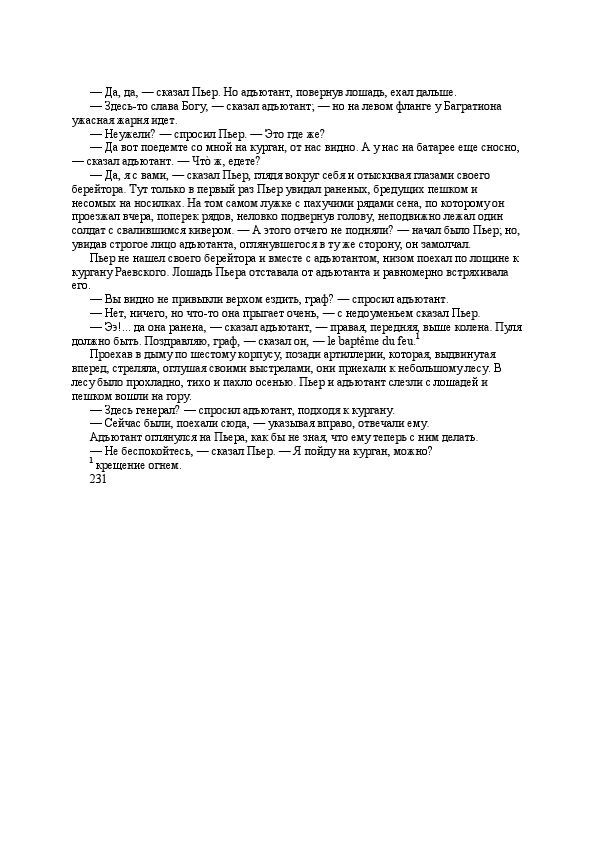 — Да, да, — сказал Пьер. Но адъютант, повернув лошадь, ехал дальше.
— Здесь-то слава Богу, — сказал адъютант; — но на левом фланге у Багратиона
ужасная жарня идет.
— Неужели? — спросил Пьер. — Это где же?
— Да вот поедемте со мной на курган, от нас видно. А у нас на батарее еще сносно,
— сказал адъютант. — Чтò ж, едете?
— Да, я с вами, — сказал Пьер, глядя вокруг себя и отыскивая глазами своего
берейтора. Тут только в первый раз Пьер увидал раненых, бредущих пешком и
несомых на носилках. На том самом лужке с пахучими рядами сена, по которому он
проезжал вчера, поперек рядов, неловко подвернув голову, неподвижно лежал один
солдат с свалившимся кивером. — А этого отчего не подняли? — начал было Пьер; но,
увидав строгое лицо адъютанта, оглянувшегося в ту же сторону, он замолчал.
Пьер не нашел своего берейтора и вместе с адъютантом, низом поехал по лощине к
кургану Раевского. Лошадь Пьера отставала от адъютанта и равномерно встряхивала
его.
— Вы видно не привыкли верхом ездить, граф? — спросил адъютант.
— Нет, ничего, но что-то она прыгает очень, — с недоуменьем сказал Пьер.
— Ээ!... да она ранена, — сказал адъютант, — правая, передняя, выше колена. Пуля
должно быть. Поздравляю, граф, — сказал он, — le baptême du feu.¹
Проехав в дыму по шестому корпусу, позади артиллерии, которая, выдвинутая
вперед, стреляла, оглушая своими выстрелами, они приехали к небольшому лесу. В
лесу было прохладно, тихо и пахло осенью. Пьер и адъютант слезли с лошадей и
пешком вошли на гору.
— Здесь генерал? — спросил адъютант, подходя к кургану.
— Сейчас были, поехали сюда, — указывая вправо, отвечали ему.
Адъютант оглянулся на Пьера, как бы не зная, что ему теперь с ним делать.
— Не беспокойтесь, — сказал Пьер. — Я пойду на курган, можно?
¹ крещение огнем.
231